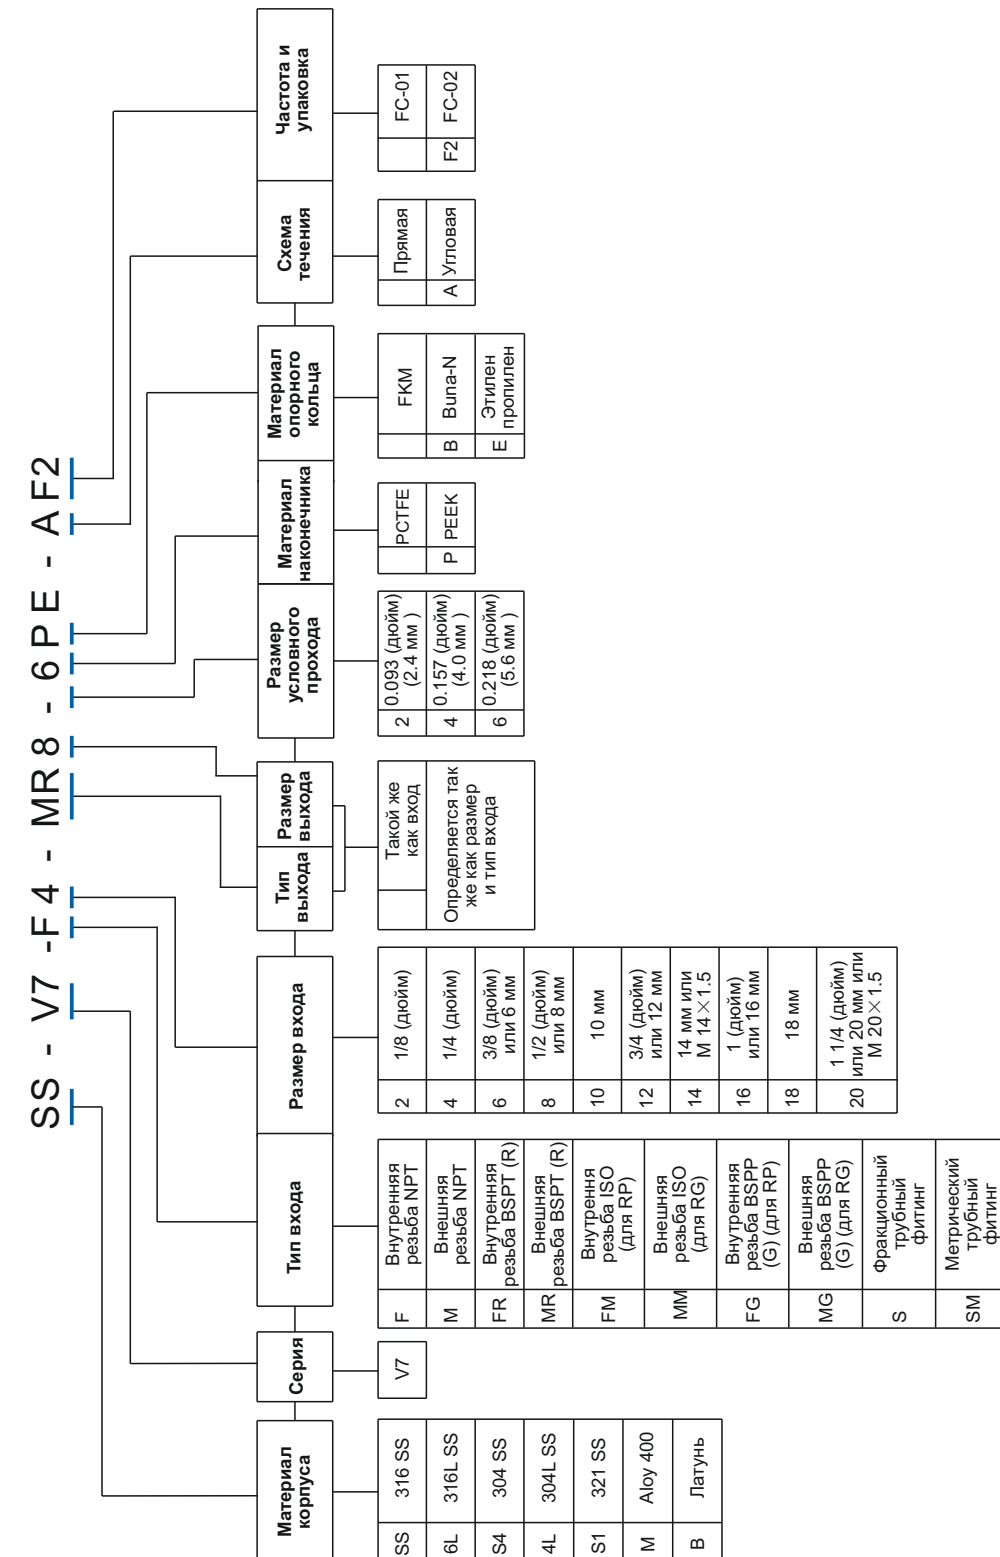 SS - V7 -F4 - MR8 - 6PE - AF2
Материал
корпуса
SS 316 SS
6L 316L SS
S4 304 SS
4L 304L SS
S1 321 SS
M Aloy 400
B Латунь
Серия
V7
Тип входа
F Внутренняя
резьба NPT
M Внешняя
резьба NPT
FR Внутренняя
резьба BSPT (R)
MR Внешняя
резьба BSPT (R)
FM Внутрення
резьба ISO
(для RP)
MM Внешняя
резьба ISO
(для RG)
FG Внутренняя
резьба BSPP
(G) (для RP)
MG Внешняя
резьба BSPP
(G) (для RG)
S Фракционный
трубный
фитинг
SM Метрический
трубный
фитинг
Размер входа
2 1/8 (дюйм)
4 1/4 (дюйм)
6 3/8 (дюйм)
или 6 мм
8 1/2 (дюйм)
или 8 мм
10 10 мм
12 3/4 (дюйм)
или 12 мм
14 14 мм или
M 14×1.5
16 1 (дюйм)
или 16 мм
18 18 мм
20 1 1/4 (дюйм)
или 20 мм или
M 20×1.5
Тип
выхода
Размер
выхода
Такой же
как вход
Определяется так
же как размер
и тип входа
Размер
условного
прохода
2 0.093 (дюйм)
(2.4 мм )
4 0.157 (дюйм)
(4.0 мм )
6 0.218 (дюйм)
(5.6 мм )
Материал
наконечника
PCTFE
P PEEK
Материал
опорного
кольца
FKM
B Buna-N
E Этилен
пропилен
Схема
течения
Прямая
A Угловая
Частота и
упаковка
FC-01
F2 FC-02